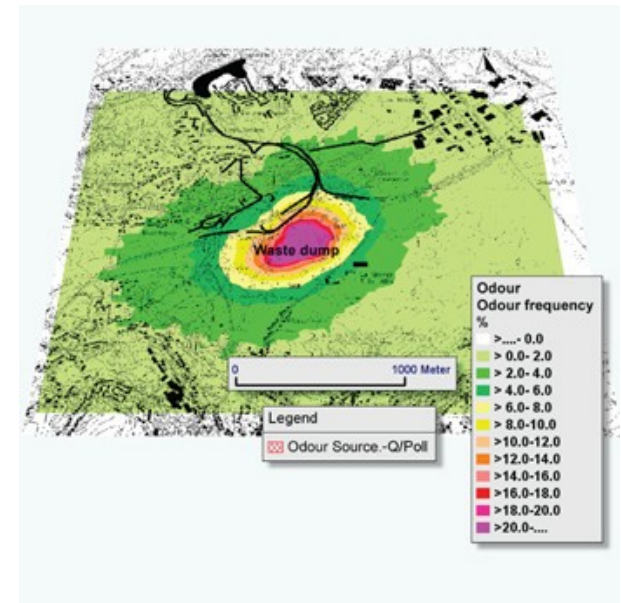 Waste dump
0 1000 Meter
Legend
Odour Source.-Q/Poll
Odour
Odour frequency
%
>....- 0.0
> 0.0- 2.0
> 2.0- 4.0
> 4.0- 6.0
> 6.0- 8.0
> 8.0-10.0
>10.0-12.0
>12.0-14.0
>14.0-16.0
>16.0-18.0
>18.0-20.0
>20.0-....